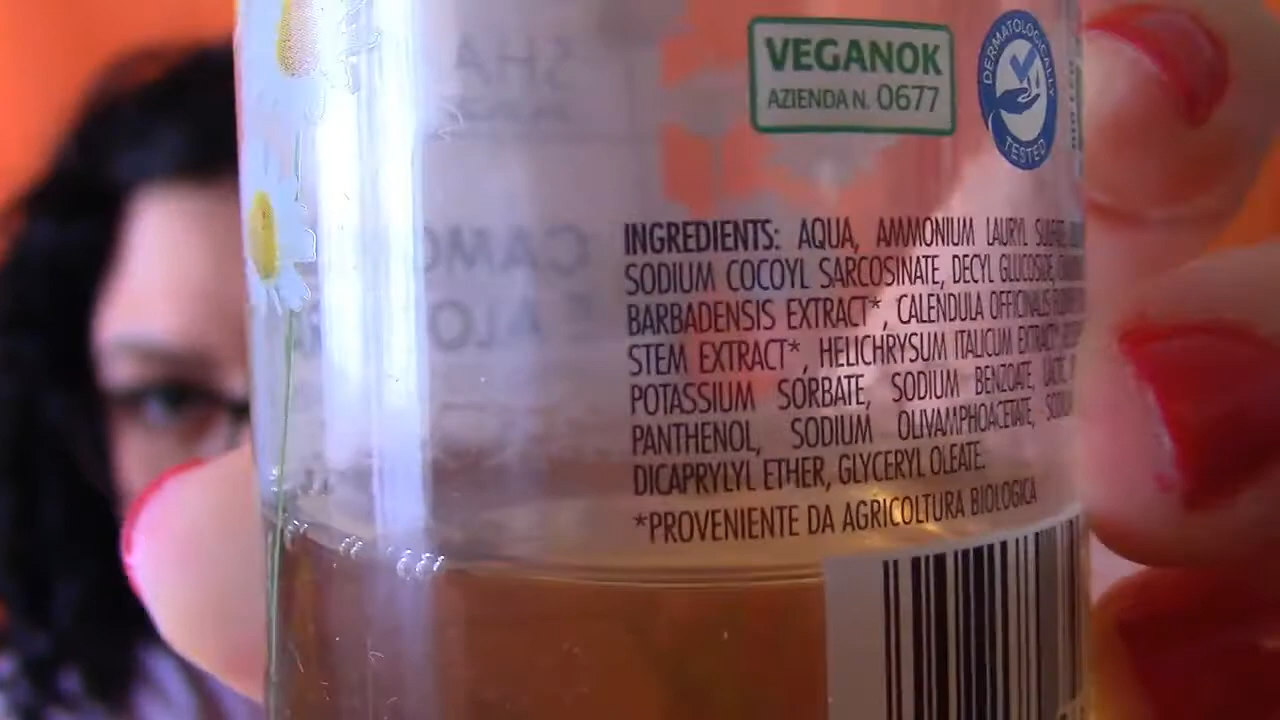 VEGANOK
AZIENDA N. 0677
DERMATOLOGICALLY
TESTED
INGREDIENTS: AQUA, AMMONIUM LAURYL
SODIUM COCOYL SARCOSINATE, DECYL GLUCOSIDE,
BARBADENSIS EXTRACT*, CALENDULA OFFICINALIS
STEM EXTRACT*, HELICHRYSUM ITALICUM EXTRACT*,
POTASSIUM SORBATE, SODIUM BENZOATE,
PANTHENOL, SODIUM OLIVAMPHOACETATE,
DICAPRYLYL ETHER, GLYCERYL OLEATE.
*PROVENIENTE DA AGRICOLTURA BIOLOGICA